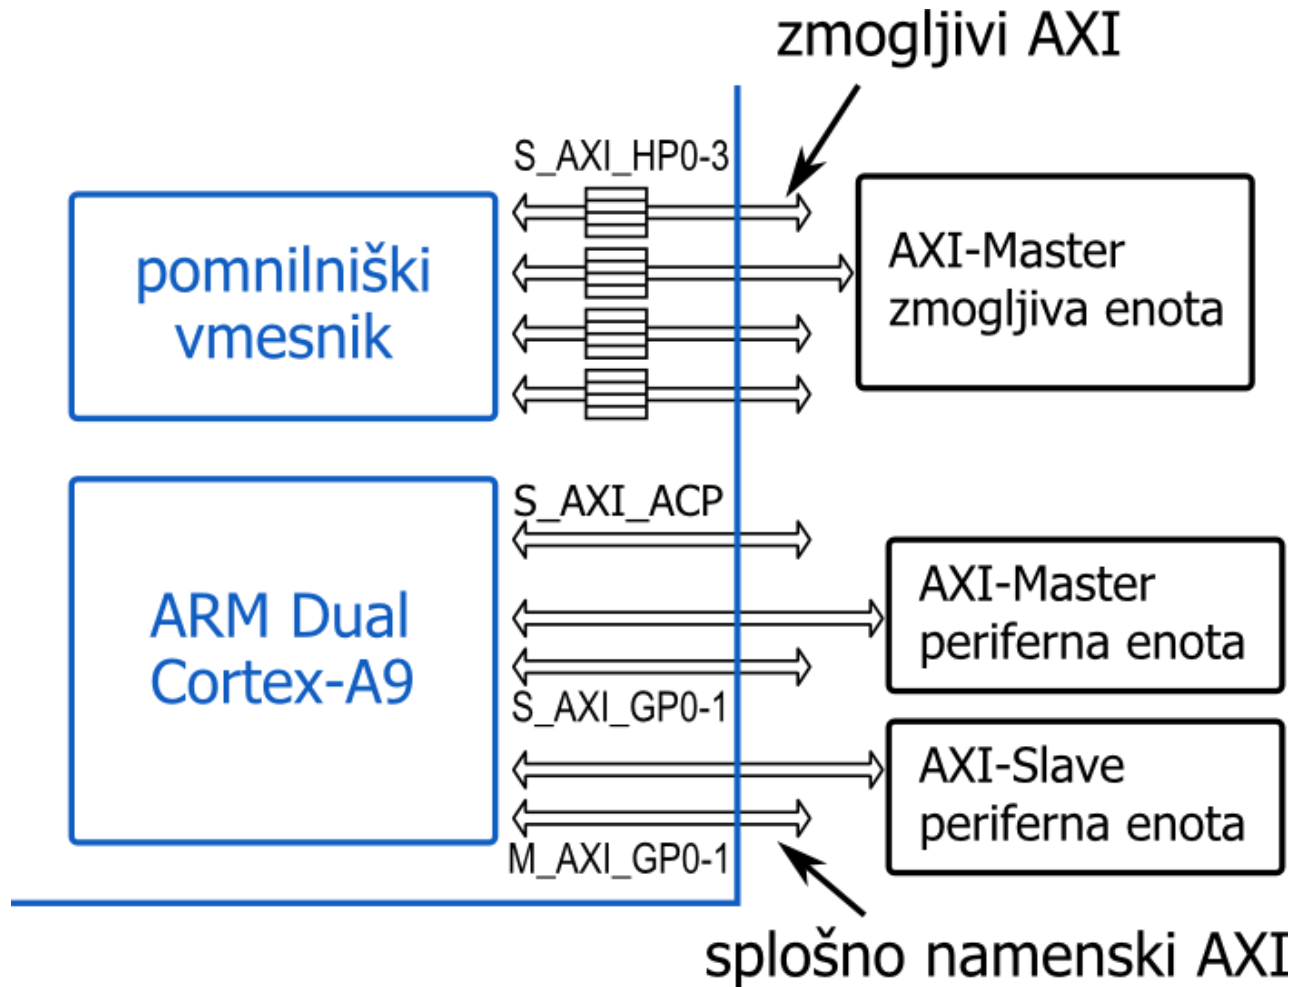 zmogljivi AXI
S_AXI_HP0-3
pomnilniški
vmesnik
AXI-Master
zmogljiva enota
S_AXI_ACP
ARM Dual
Cortex-A9
AXI-Master
periferna enota
S_AXI_GP0-1
AXI-Slave
periferna enota
M_AXI_GP0-1
splošno namenski AXI